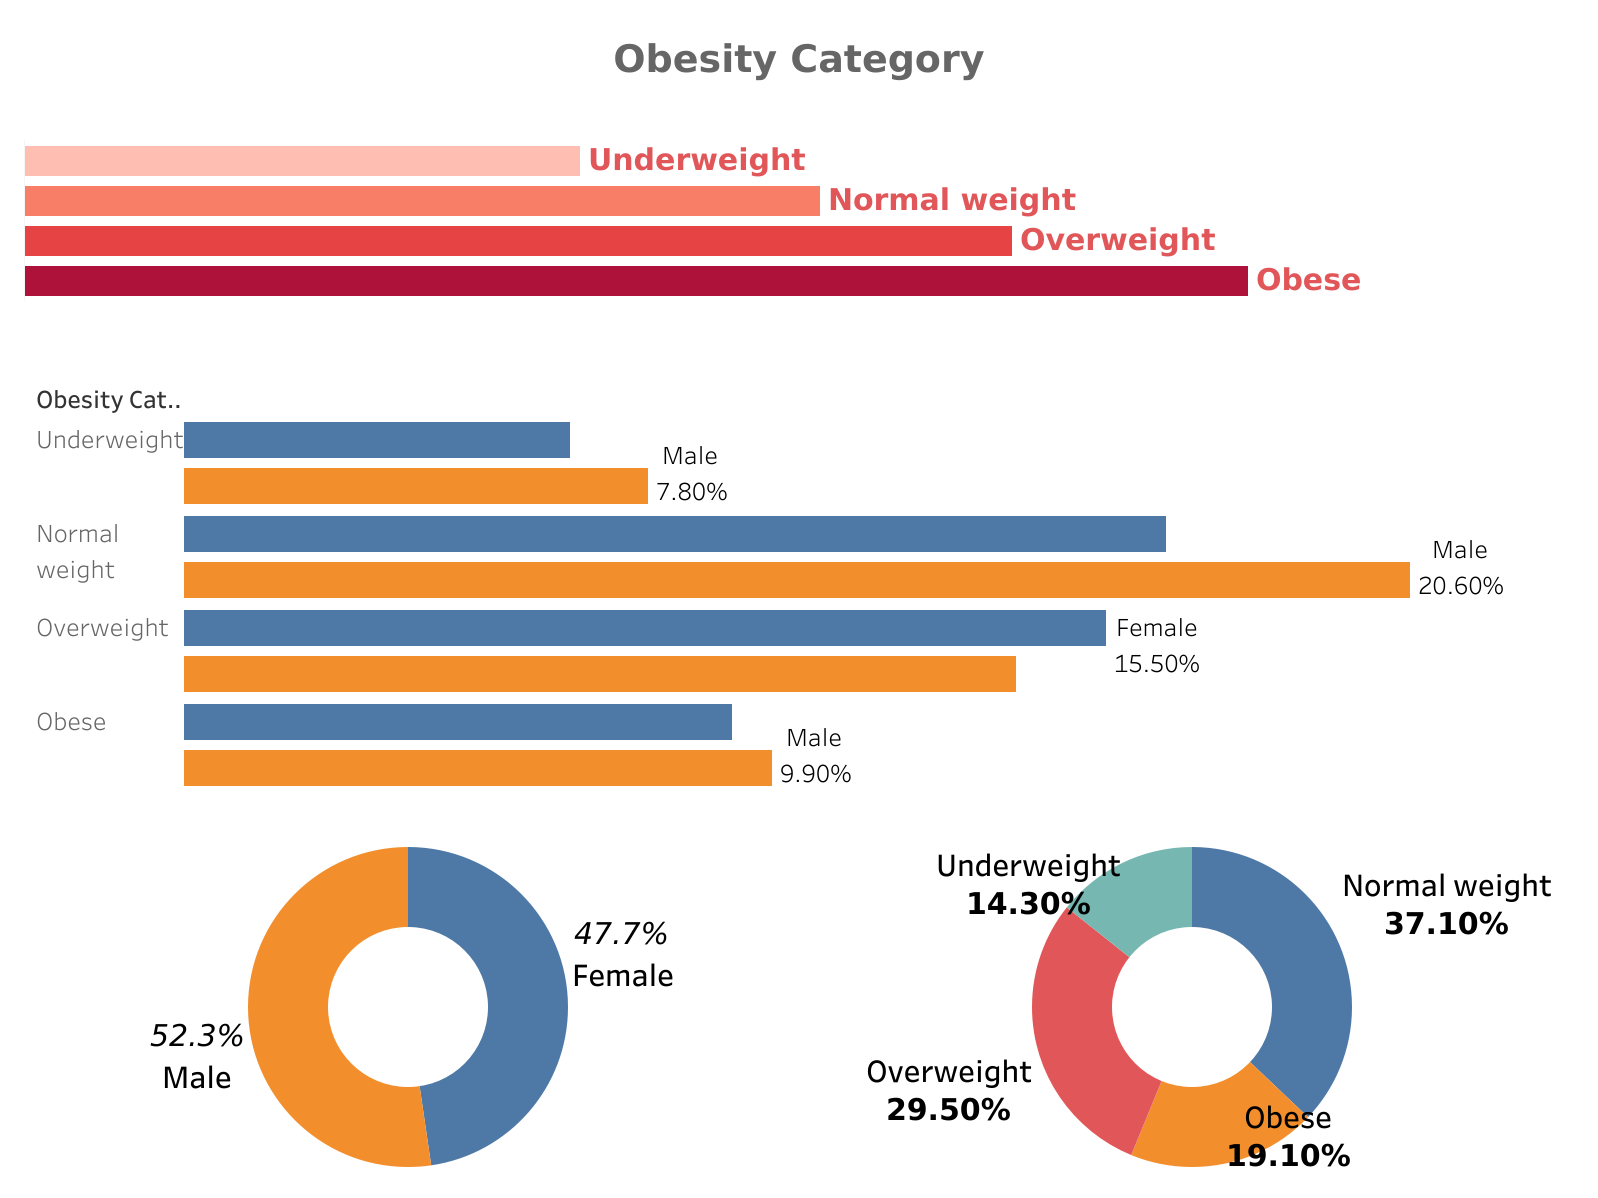 Obesity Category
Underweight
Normal weight
Overweight
Obese
Obesity Cat..
Underweight
Male
7.80%
Normal
weight
Male
20.60%
Overweight
Female
15.50%
Obese
Male
9.90%
47.7%
Female
52.3%
Male
Underweight
14.30%
Normal weight
37.10%
Overweight
29.50%
Obese
19.10%